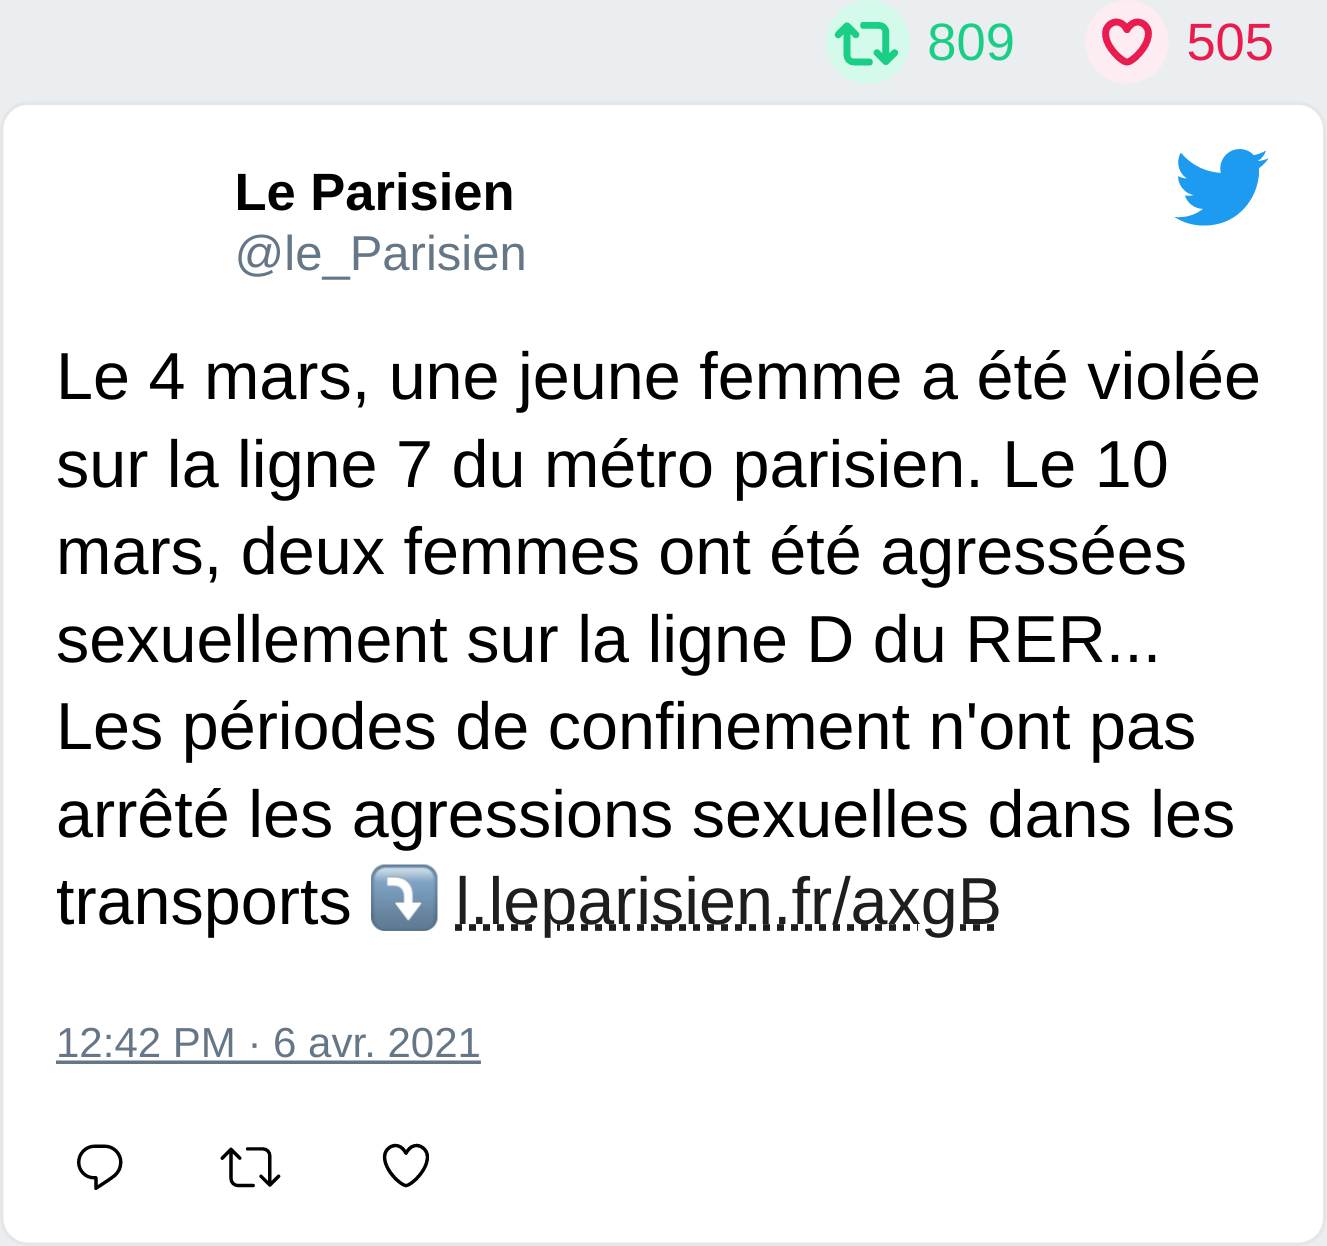 809 505
Le Parisien
@le_Parisien
Le 4 mars, une jeune femme a été violée
sur la ligne 7 du métro parisien. Le 10
mars, deux femmes ont été agressées
sexuellement sur la ligne D du RER...
Les périodes de confinement n'ont pas
arrêté les agressions sexuelles dans les
transports ⤵️ l.leparisien.fr/axgB
12:42 PM · 6 avr. 2021